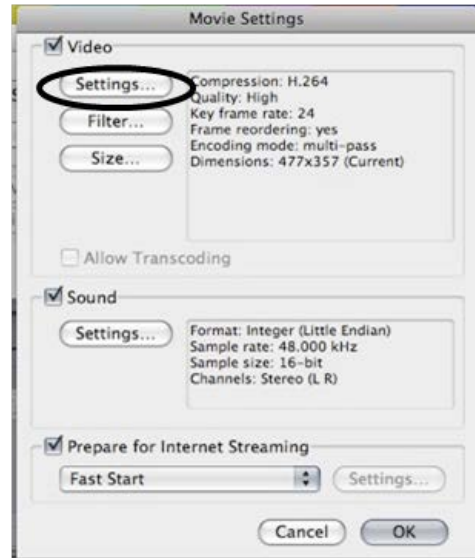 Movie Settings
Video
Settings...
Filter...
Size...
Compression: H.264
Quality: High
Key frame rate: 24
Frame reordering: yes
Encoding mode: multi-pass
Dimensions: 477x357 (Current)
Allow Transcoding
Sound
Settings...
Format: Integer (Little Endian)
Sample rate: 48.000 kHz
Sample size: 16-bit
Channels: Stereo (L R)
Prepare for Internet Streaming
Fast Start
Settings...
Cancel
OK